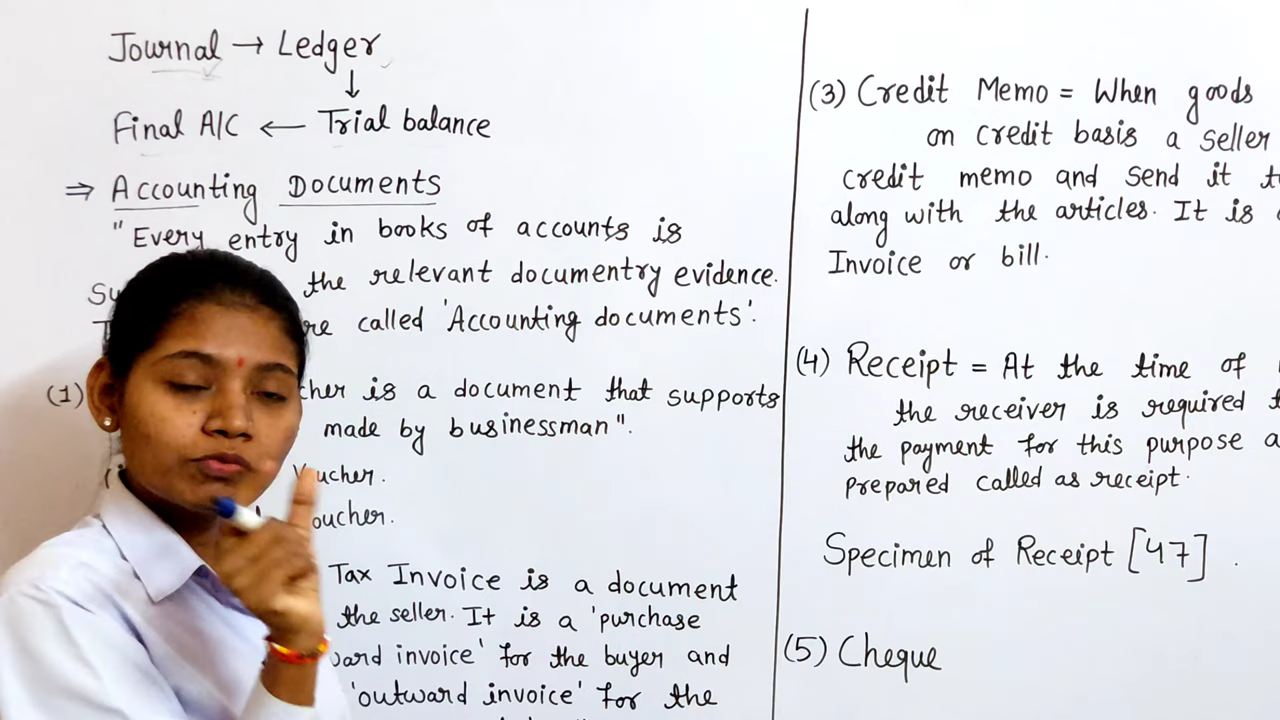 Journal → Ledger
↓
Final A/C ← Trial balance
⇒ Accounting Documents
"Every entry in books of accounts is
the relevant documentry evidence.
called 'Accounting documents'.
(1) is a document that supports
made by businessman".
Voucher.
Tax Invoice is a document
the seller. It is a 'purchase
invoice' for the buyer and
'outward invoice' for the
(3) Credit Memo = When goods
on credit basis a seller
credit memo and send it
along with the articles. It is
Invoice or bill.
(4) Receipt = At the time of
the receiver is required
the payment for this purpose a
prepared called as receipt.
Specimen of Receipt [47].
(5) Cheque